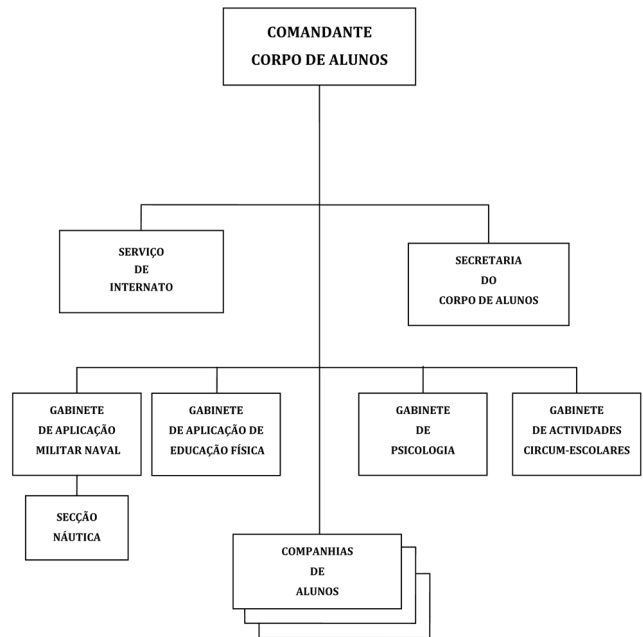 COMANDANTE
CORPO DE ALUNOS
SERVIÇO
DE
INTERNATO
SECRETARIA
DO
CORPO DE ALUNOS
GABINETE
DE APLICAÇÃO
MILITAR NAVAL
GABINETE
DE APLICAÇÃO DE
EDUCAÇÃO FÍSICA
GABINETE
DE
PSICOLOGIA
GABINETE
DE ACTIVIDADES
CIRCUM-ESCOLARES
SECÇÃO
NÁUTICA
COMPANHIAS
DE
ALUNOS